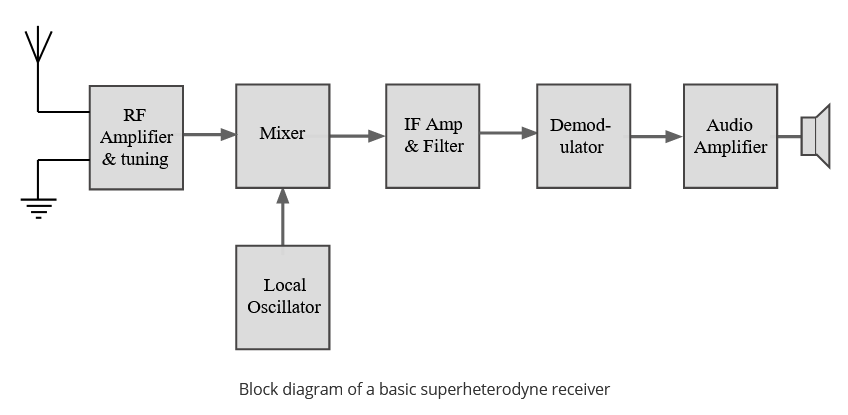 RF
Amplifier
& tuning
Mixer
IF Amp
& Filter
Demod-
ulator
Audio
Amplifier
Local
Oscillator
Block diagram of a basic superheterodyne receiver